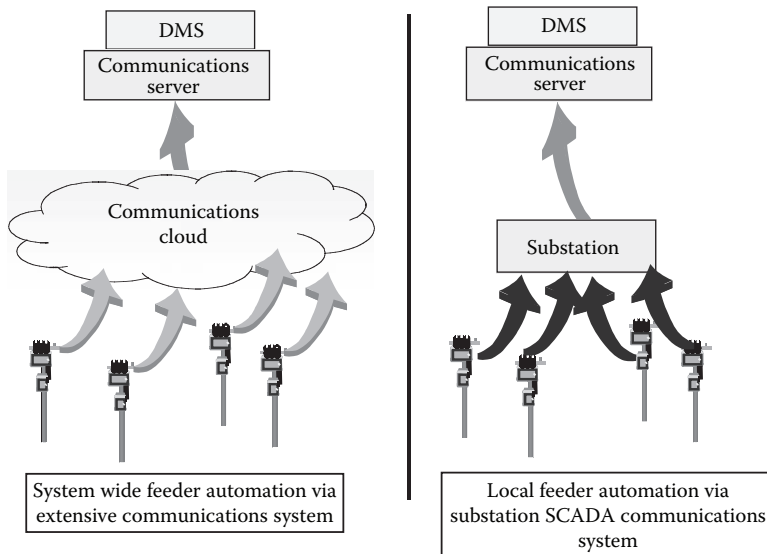 DMS
Communications
server
Communications
cloud
System wide feeder automation via
extensive communications system
DMS
Communications
server
Substation
Local feeder automation via
substation SCADA communications
system